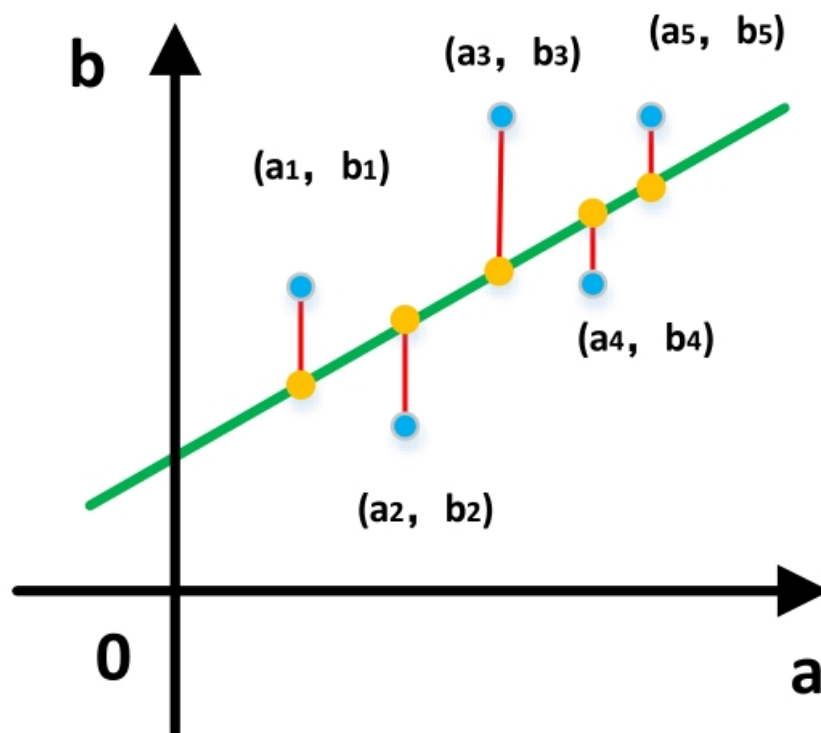 b
(a5, b5)
(a3, b3)
(a1, b1)
(a4, b4)
(a2, b2)
0
a